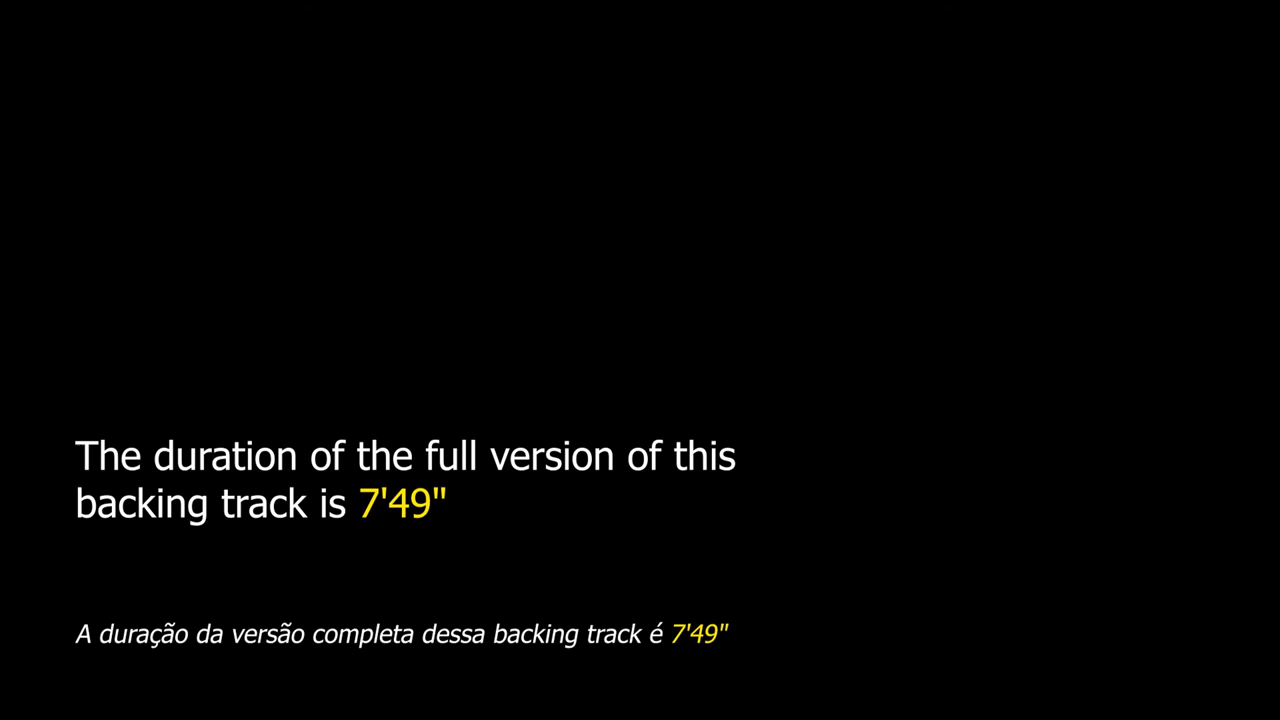 The duration of the full version of this
backing track is 7'49"
A duração da versão completa dessa backing track é 7'49"